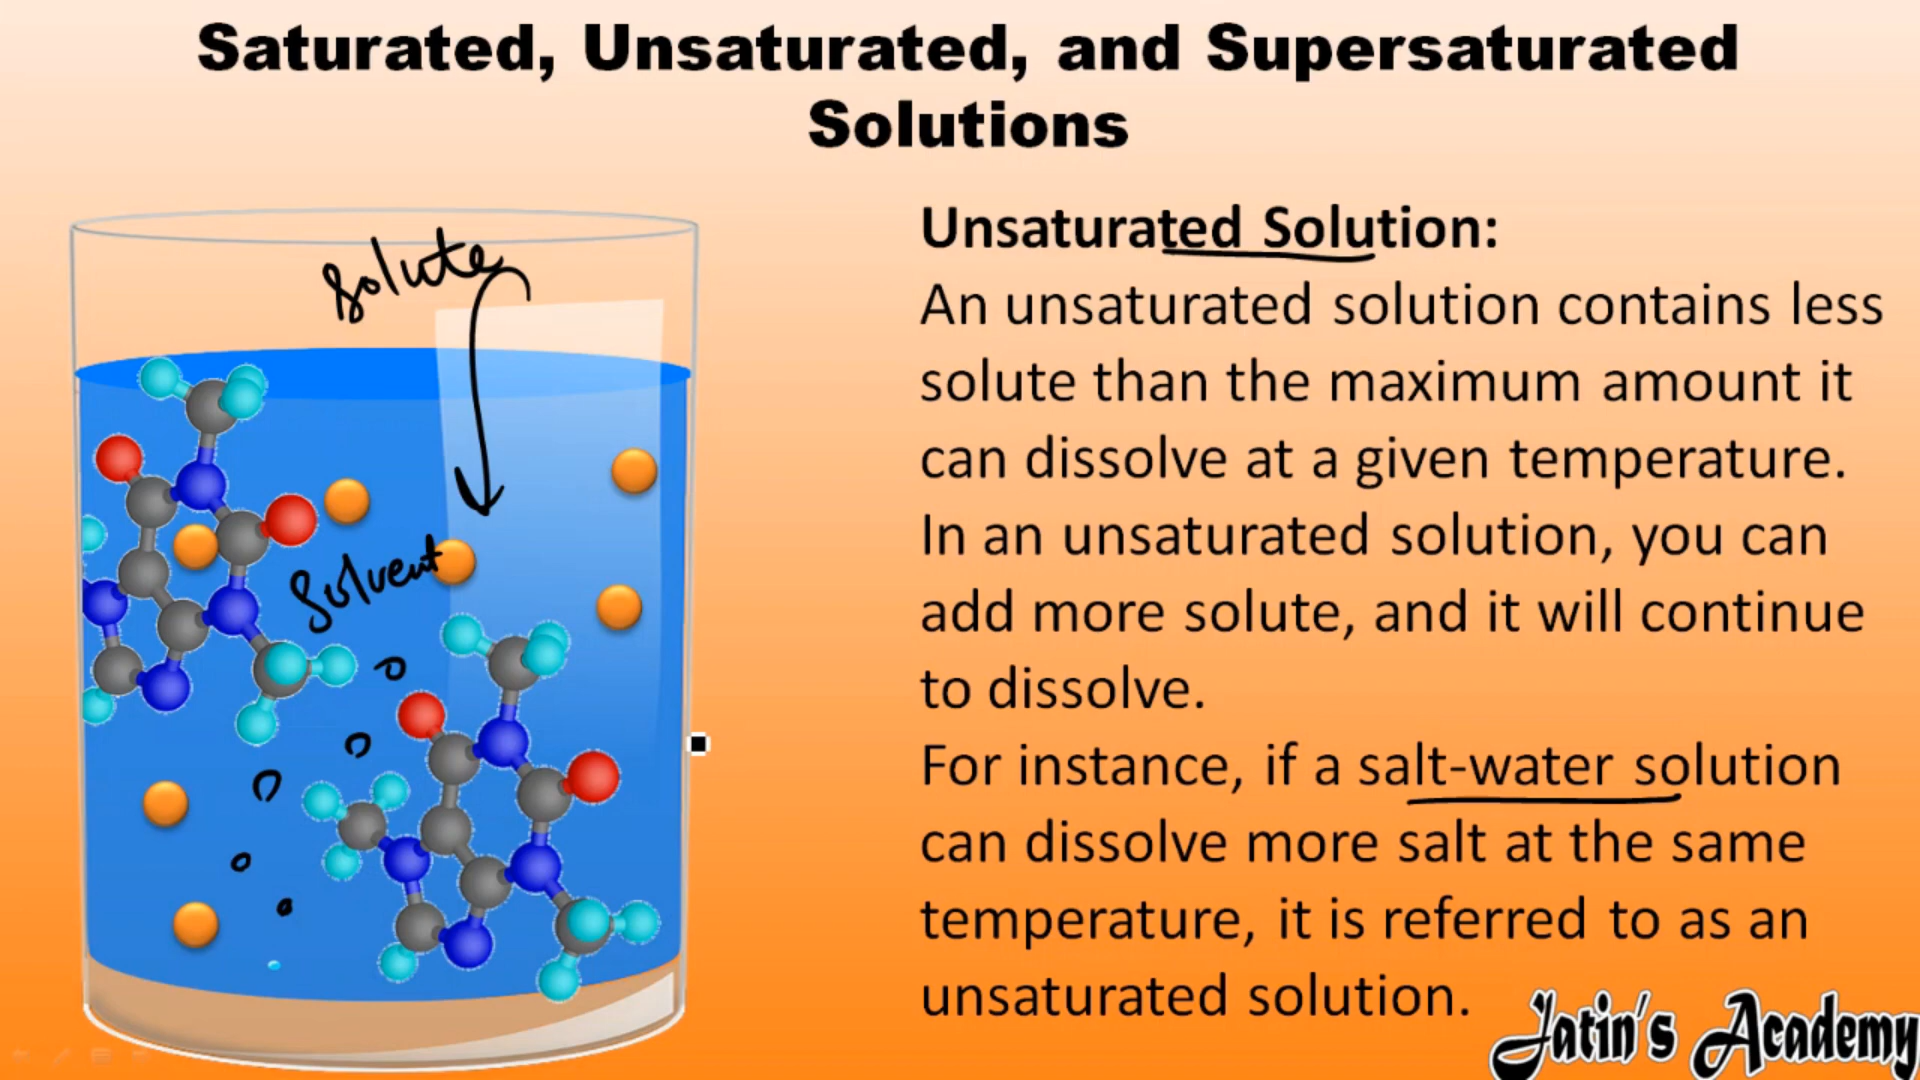 Saturated, Unsaturated, and Supersaturated
Solutions
solute
solvent
Unsaturated Solution:
An unsaturated solution contains less
solute than the maximum amount it
can dissolve at a given temperature.
In an unsaturated solution, you can
add more solute, and it will continue
to dissolve.
For instance, if a salt-water solution
can dissolve more salt at the same
temperature, it is referred to as an
unsaturated solution.
Jatin's Academy